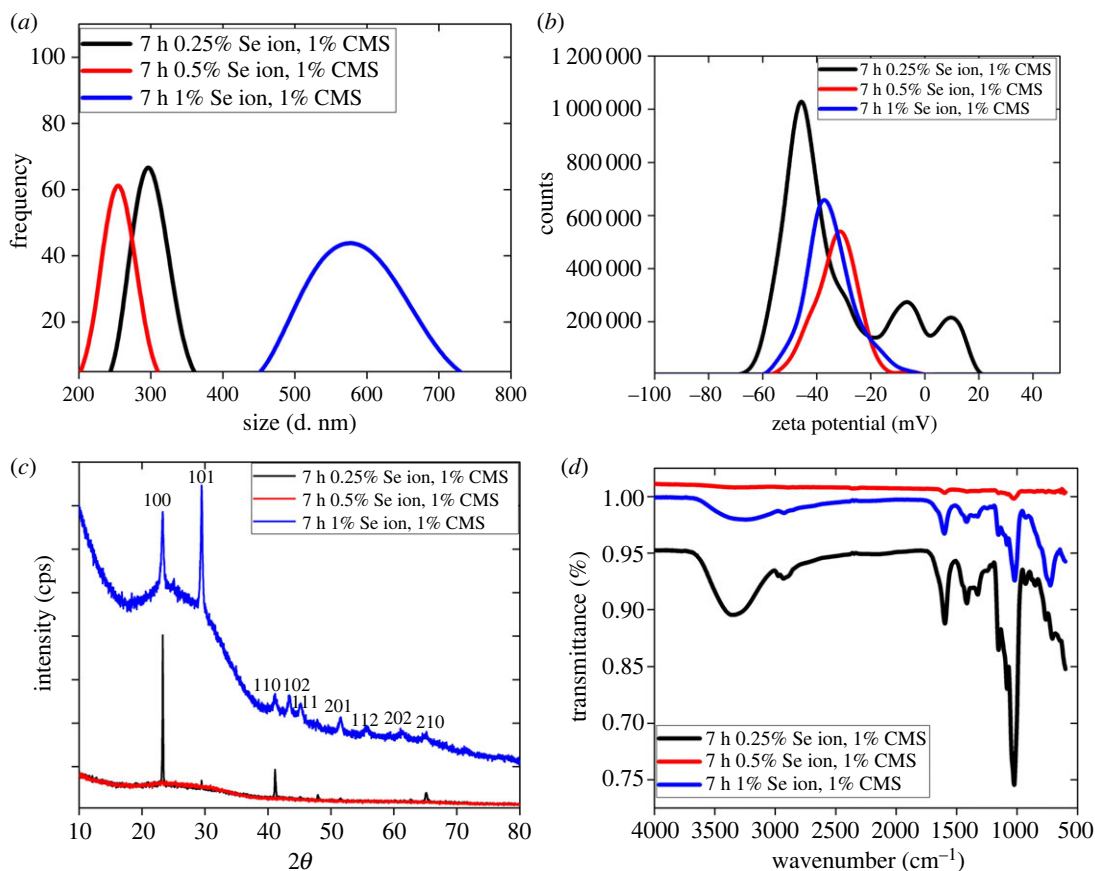 (a)
100
80
60
40
20
frequency
7 h 0.25% Se ion, 1% CMS
7 h 0.5% Se ion, 1% CMS
7 h 1% Se ion, 1% CMS
200 300 400 500 600 700 800
size (d. nm)
(b)
1 200 000
1 000 000
800 000
600 000
400 000
200 000
counts
7 h 0.25% Se ion, 1% CMS
7 h 0.5% Se ion, 1% CMS
7 h 1% Se ion, 1% CMS
–100 –80 –60 –40 –20 0 20 40
zeta potential (mV)
(c)
intensity (cps)
7 h 0.25% Se ion, 1% CMS
7 h 0.5% Se ion, 1% CMS
7 h 1% Se ion, 1% CMS
100
101
110
102
111
201
112
202
210
10 20 30 40 50 60 70 80
2θ
(d)
1.00
0.95
0.90
0.85
0.70
0.75
transmittance (%)
7 h 0.25% Se ion, 1% CMS
7 h 0.5% Se ion, 1% CMS
7 h 1% Se ion, 1% CMS
4000 3500 3000 2500 2000 1500 1000 500
wavenumber (cm⁻¹)